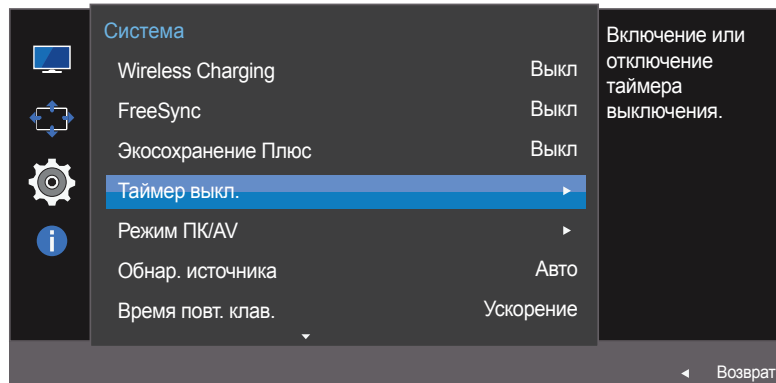 Система
Wireless Charging Выкл
FreeSync Выкл
Экосохранение Плюс Выкл
Таймер выкл.
Режим ПК/AV
Обнар. источника Авто
Время повт. клав. Ускорение
Включение или
отключение
таймера
выключения.
Возврат